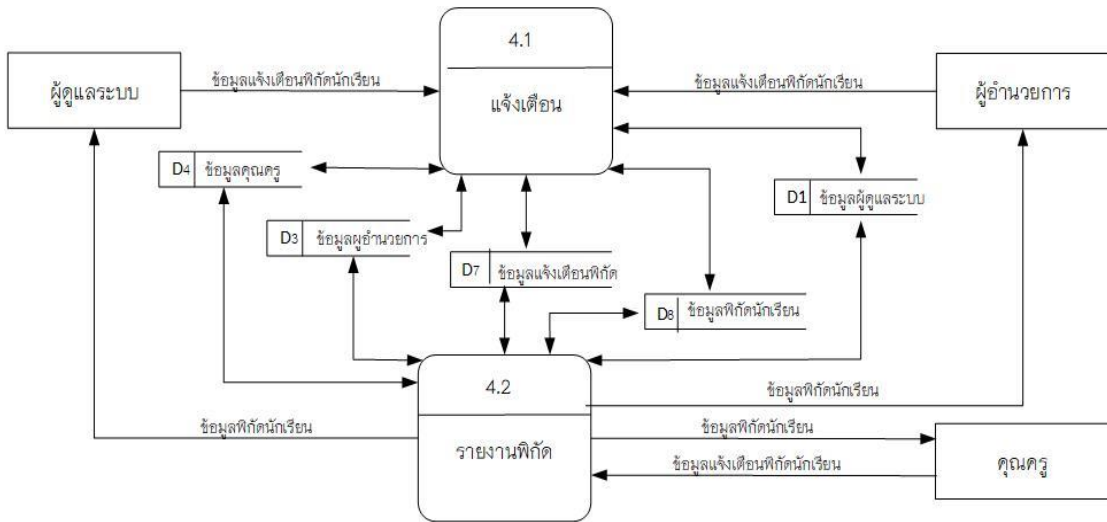 4.1
ผู้ดูแลระบบ
ข้อมูลแจ้งเตือนพิกัดนักเรียน
แจ้งเตือน
ข้อมูลแจ้งเตือนพิกัดนักเรียน
ผู้อำนวยการ
D4 ข้อมูลคุณครู
D1 ข้อมูลผู้ดูแลระบบ
D3 ข้อมูลผูอำนวยการ
D7 ข้อมูลแจ้งเตือนพิกัด
D8 ข้อมูลพิกัดนักเรียน
4.2
ข้อมูลพิกัดนักเรียน
ข้อมูลพิกัดนักเรียน
รายงานพิกัด
ข้อมูลพิกัดนักเรียน
ข้อมูลแจ้งเตือนพิกัดนักเรียน
คุณครู